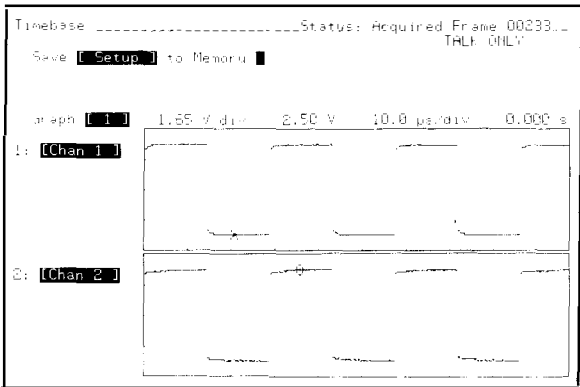 Timebase Status: Acquired Frame 00233
TALK ONLY
Save [ Setup ] to Memory
Graph [ 1 ] 1.65 V/div 2.50 V 10.0 µs/div 0.000 s
1: [Chan 1 ]
2: [Chan 2 ]